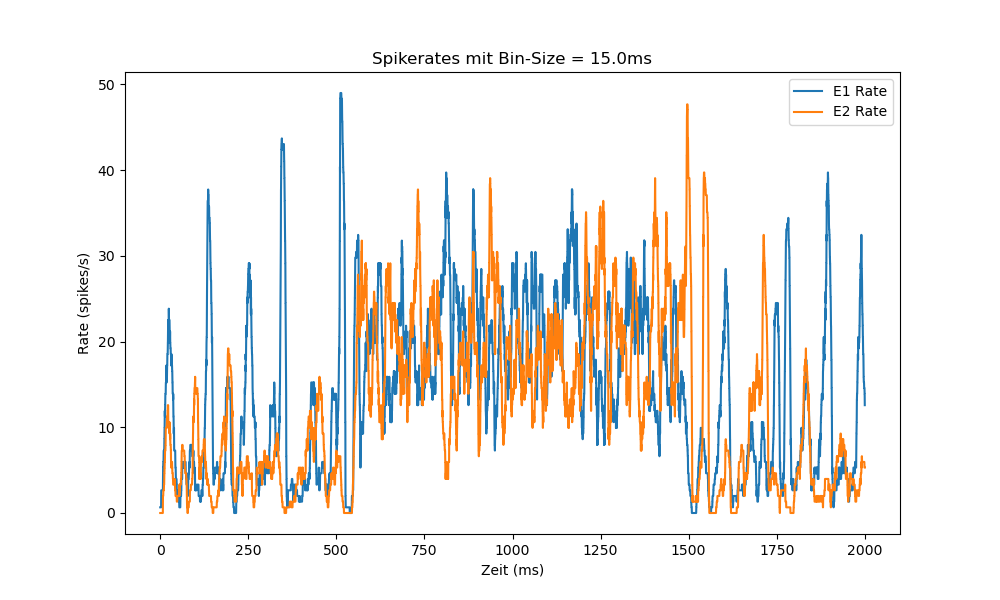 Spikerates mit Bin-Size = 15.0ms
E1 Rate
E2 Rate
Rate (spikes/s)
50
40
30
20
10
0
0 250 500 750 1000 1250 1500 1750 2000
Zeit (ms)